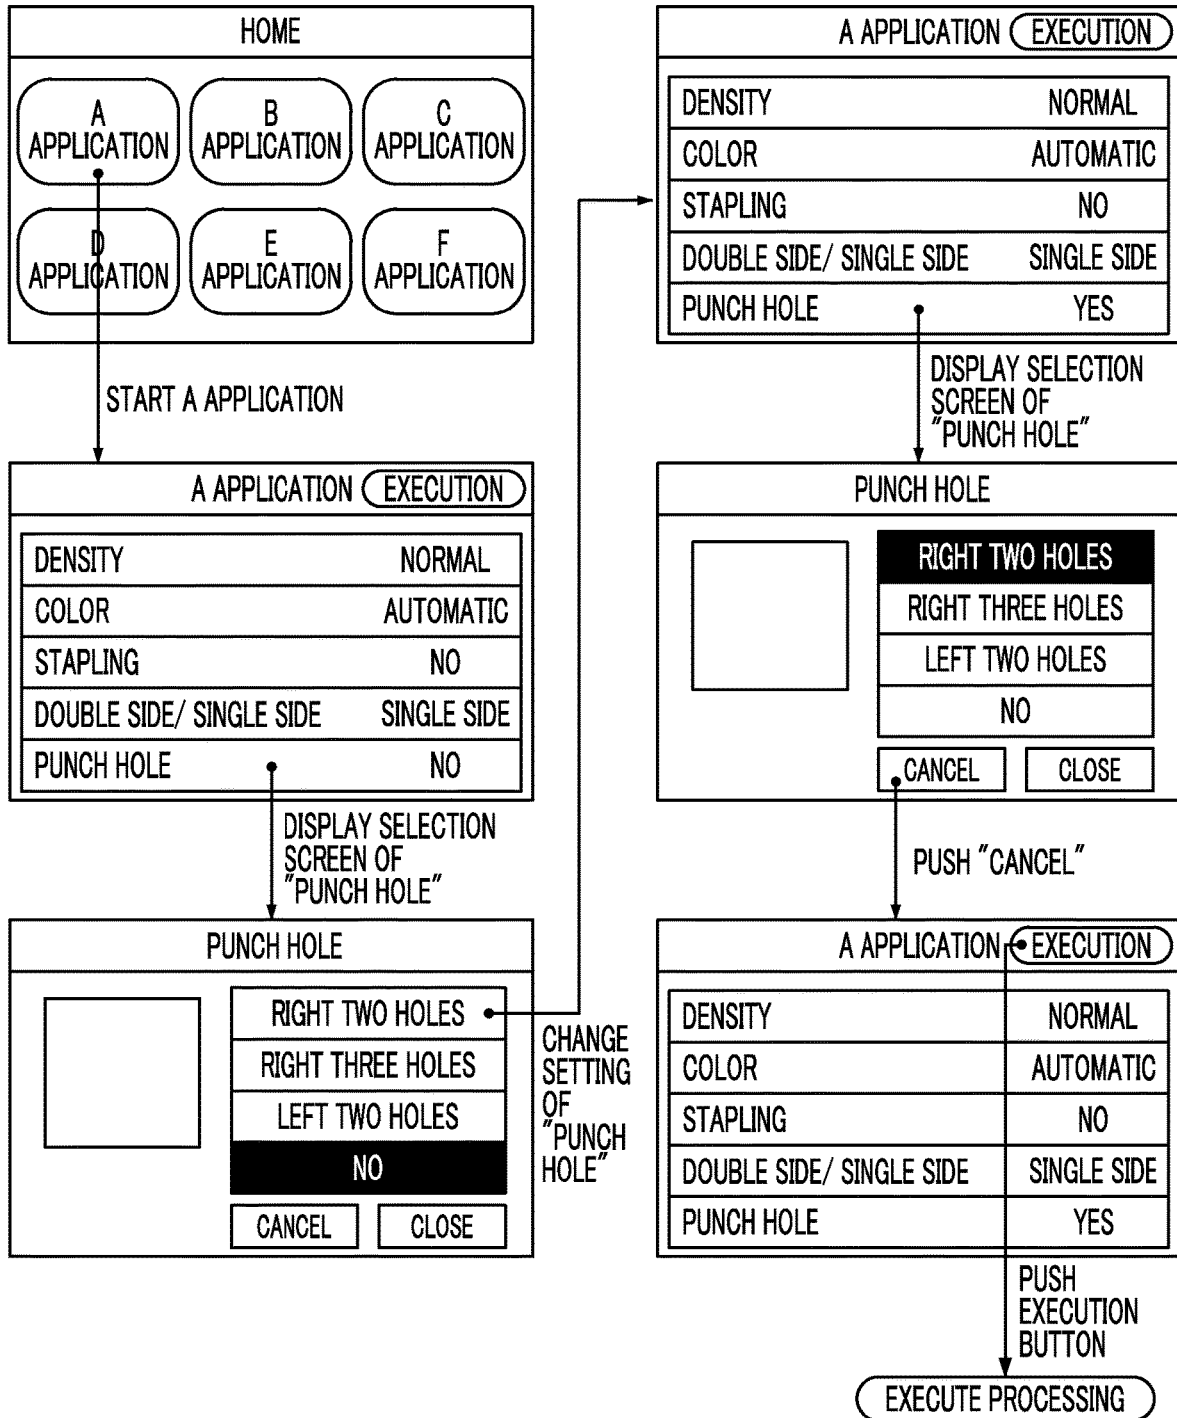 HOME
A
APPLICATION
B
APPLICATION
C
APPLICATION
D
APPLICATION
E
APPLICATION
F
APPLICATION
START A APPLICATION
A APPLICATION EXECUTION
DENSITY NORMAL
COLOR AUTOMATIC
STAPLING NO
DOUBLE SIDE/ SINGLE SIDE SINGLE SIDE
PUNCH HOLE NO
DISPLAY SELECTION
SCREEN OF
"PUNCH HOLE"
PUNCH HOLE
RIGHT TWO HOLES
RIGHT THREE HOLES
LEFT TWO HOLES
NO
CANCEL CLOSE
CHANGE
SETTING
OF
"PUNCH
HOLE"
A APPLICATION EXECUTION
DENSITY NORMAL
COLOR AUTOMATIC
STAPLING NO
DOUBLE SIDE/ SINGLE SIDE SINGLE SIDE
PUNCH HOLE YES
DISPLAY SELECTION
SCREEN OF
"PUNCH HOLE"
PUNCH HOLE
RIGHT TWO HOLES
RIGHT THREE HOLES
LEFT TWO HOLES
NO
CANCEL CLOSE
PUSH "CANCEL"
A APPLICATION EXECUTION
DENSITY NORMAL
COLOR AUTOMATIC
STAPLING NO
DOUBLE SIDE/ SINGLE SIDE SINGLE SIDE
PUNCH HOLE YES
PUSH
EXECUTION
BUTTON
EXECUTE PROCESSING